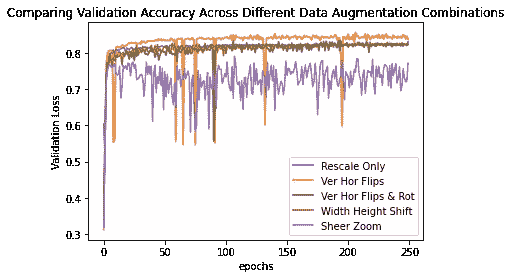 Comparing Validation Accuracy Across Different Data Augmentation Combinations
Validation Loss
0.8
0.7
0.6
0.5
0.4
0.3
Rescale Only
Ver Hor Flips
Ver Hor Flips & Rot
Width Height Shift
Sheer Zoom
0 50 100 150 200 250
epochs